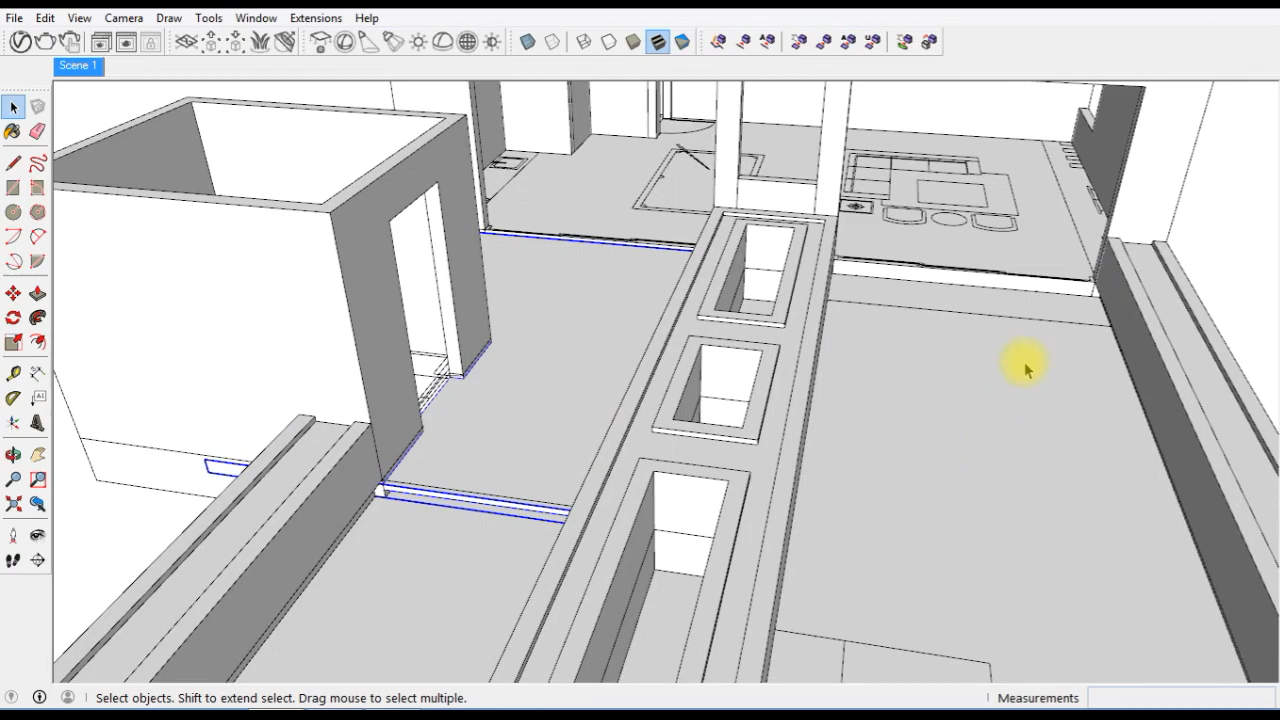 File Edit View Camera Draw Tools Window Extensions Help
Scene 1
Select objects. Shift to extend select. Drag mouse to select multiple. Measurements